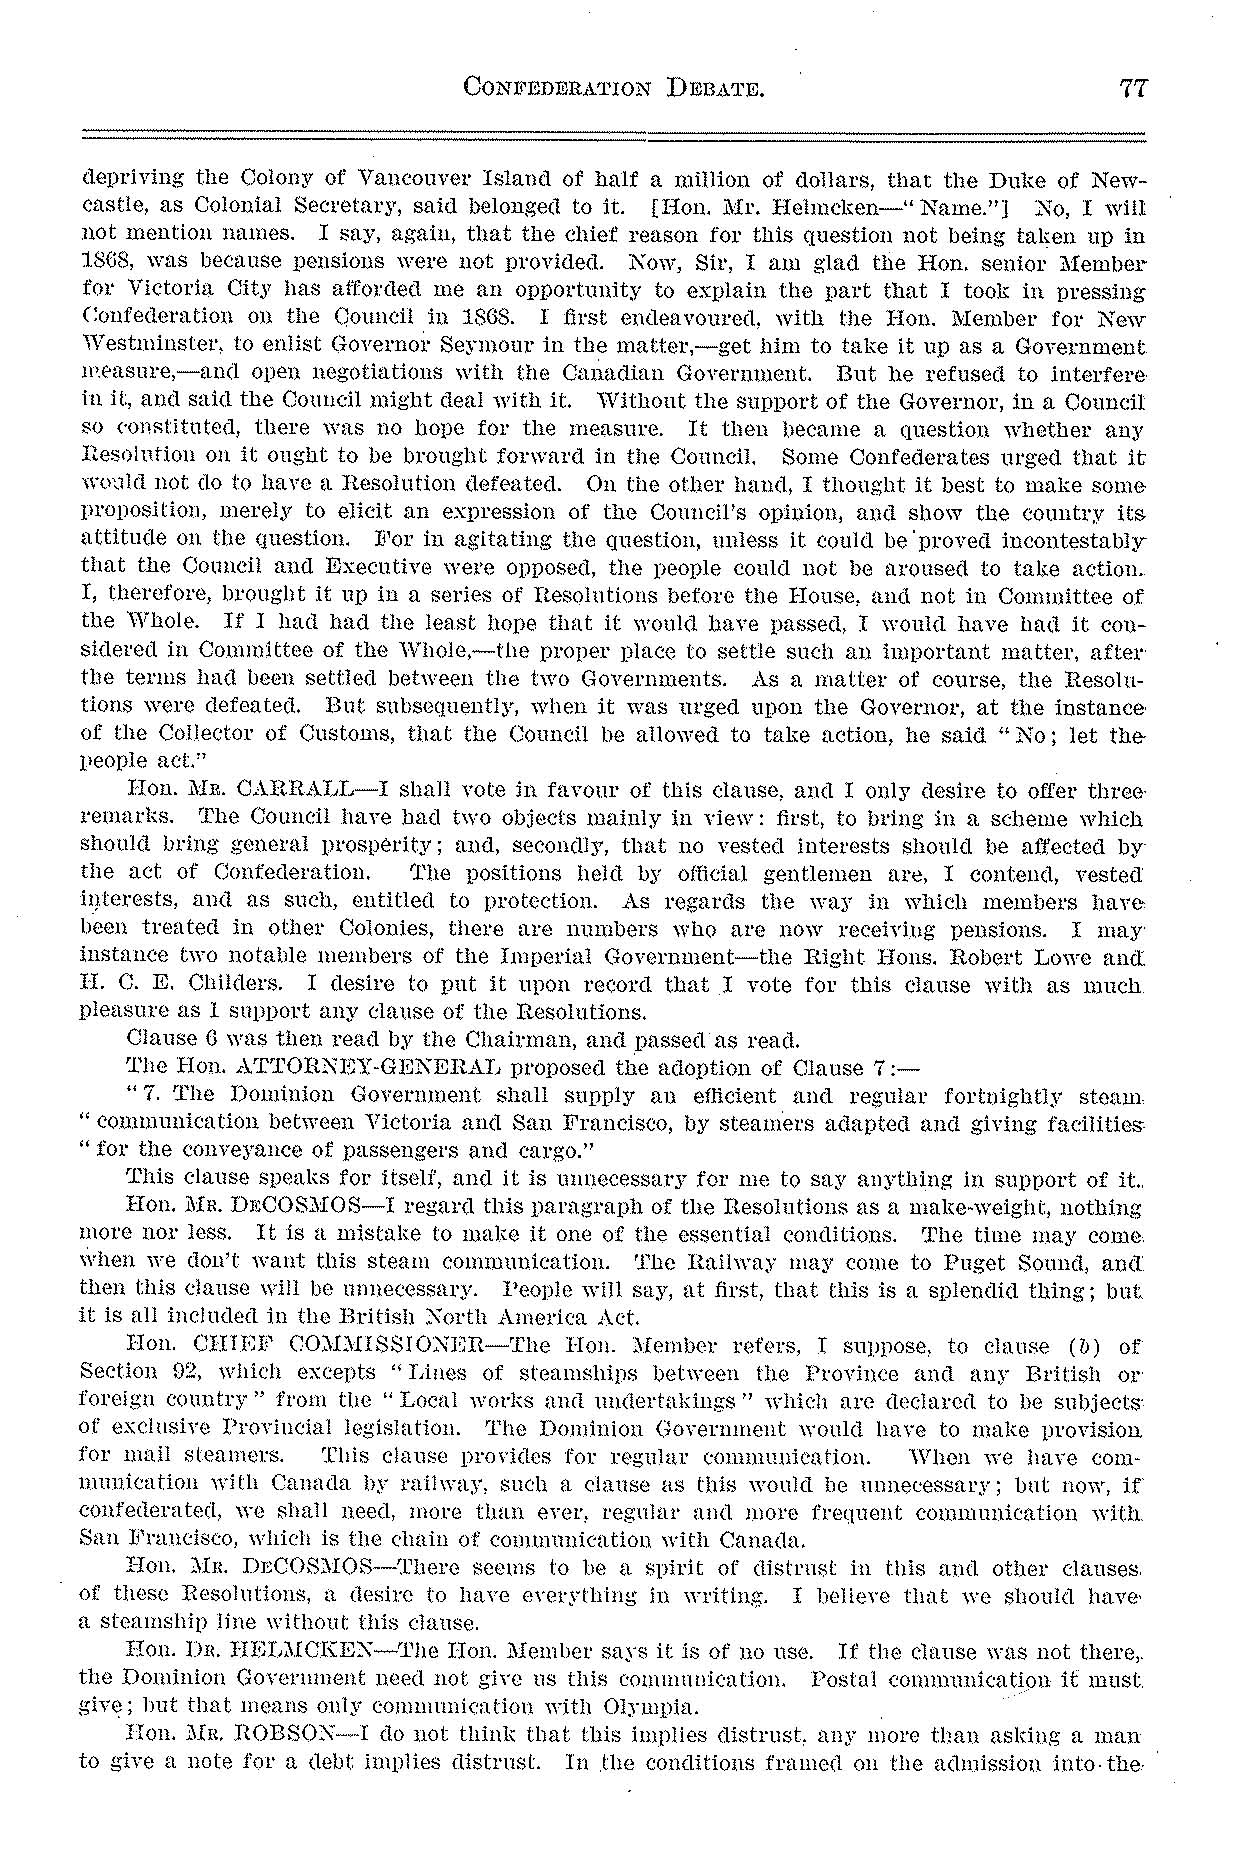 CONFEDERATION DEBATE. 77
depriving the Colony of Vancouver Island of half a million of dollars, that the Duke of New-
castle, as Colonial Secretary, said belonged to it. [Hon. Mr. Helmcken—“Name.”] No, I will
not mention names. I say, again, that the chief reason for this question not being taken up in
1868, was because pensions were not provided. Now, Sir, I am glad the Hon. senior Member
for Victoria City has afforded me an opportunity to explain the part that I took in pressing
Confederation on the Council in 1868. I first endeavoured, with the Hon. Member for New
Westminster, to enlist Governor Seymour in the matter,—get him to take it up as a Government
measure,—and open negotiations with the Canadian Government. But he refused to interfere
in it, and said the Council might deal with it. Without the support of the Governor, in a Council
so constituted, there was no hope for the measure. It then became a question whether any
Resolution on it ought to be brought forward in the Council. Some Confederates urged that it
would not do to have a Resolution defeated. On the other hand, I thought it best to make some
proposition, merely to elicit an expression of the Council's opinion, and show the country its
attitude on the question. For in agitating the question, unless it could be proved incontestably
that the Council and Executive were opposed, the people could not be aroused to take action.
I, therefore, brought it up in a series of Resolutions before the House, and not in Committee of
the Whole. If I had had the least hope that it would have passed, I would have had it con-
sidered in Committee of the Whole,—the proper place to settle such an important matter, after
the terms had been settled between the two Governments. As a matter of course, the Resolu-
tions were defeated. But subsequently, when it was urged upon the Governor, at the instance
of the Collector of Customs, that the Council be allowed to take action, he said “No; let the
people act.”
Hon. MR. CARRALL—I shall vote in favour of this clause, and I only desire to offer three
remarks. The Council have had two objects mainly in view: first, to bring in a scheme which
should bring general prosperity; and, secondly, that no vested interests should be affected by
the act of Confederation. The positions held by official gentlemen are, I contend, vested
interests, and as such, entitled to protection. As regards the way in which members have
been treated in other Colonies, there are numbers who are now receiving pensions. I may
instance two notable members of the Imperial Government—the Right Hons. Robert Lowe and
H. C. E. Childers. I desire to put it upon record that I vote for this clause with as much
pleasure as I support any clause of the Resolutions.
Clause 6 was then read by the Chairman, and passed as read.
The Hon. ATTORNEY-GENERAL proposed the adoption of Clause 7:—
“7. The Dominion Government shall supply an efficient and regular fortnightly steam
“communication between Victoria and San Francisco, by steamers adapted and giving facilities
“for the conveyance of passengers and cargo.”
This clause speaks for itself, and it is unnecessary for me to say anything in support of it.
Hon. MR. DECOSMOS—I regard this paragraph of the Resolutions as a make-weight, nothing
more nor less. It is a mistake to make it one of the essential conditions. The time may come
when we don't want this steam communication. The Railway may come to Puget Sound, and
then this clause will be unnecessary. People will say, at first, that this is a splendid thing; but
it is all included in the British North America Act.
Hon. CHIEF COMMISSIONER—The Hon. Member refers, I suppose, to clause (b) of
Section 92, which excepts “Lines of steamships between the Province and any British or
foreign country” from the “Local works and undertakings” which are declared to be subjects
of exclusive Provincial legislation. The Dominion Government would have to make provision
for mail steamers. This clause provides for regular communication. When we have com-
munication with Canada by railway, such a clause as this would be unnecessary; but now, if
confederated, we shall need, more than ever, regular and more frequent communication with
San Francisco, which is the chain of communication with Canada.
Hon. MR. DECOSMOS—There seems to be a spirit of distrust in this and other clauses
of these Resolutions, a desire to have everything in writing. I believe that we should have
a steamship line without this clause.
Hon. DR. HELMCKEN—The Hon. Member says it is of no use. If the clause was not there,
the Dominion Government need not give us this communication. Postal communication it must
give; but that means only communication with Olympia.
Hon. MR. ROBSON—I do not think that this implies distrust, any more than asking a man
to give a note for a debt implies distrust. In the conditions framed on the admission into the